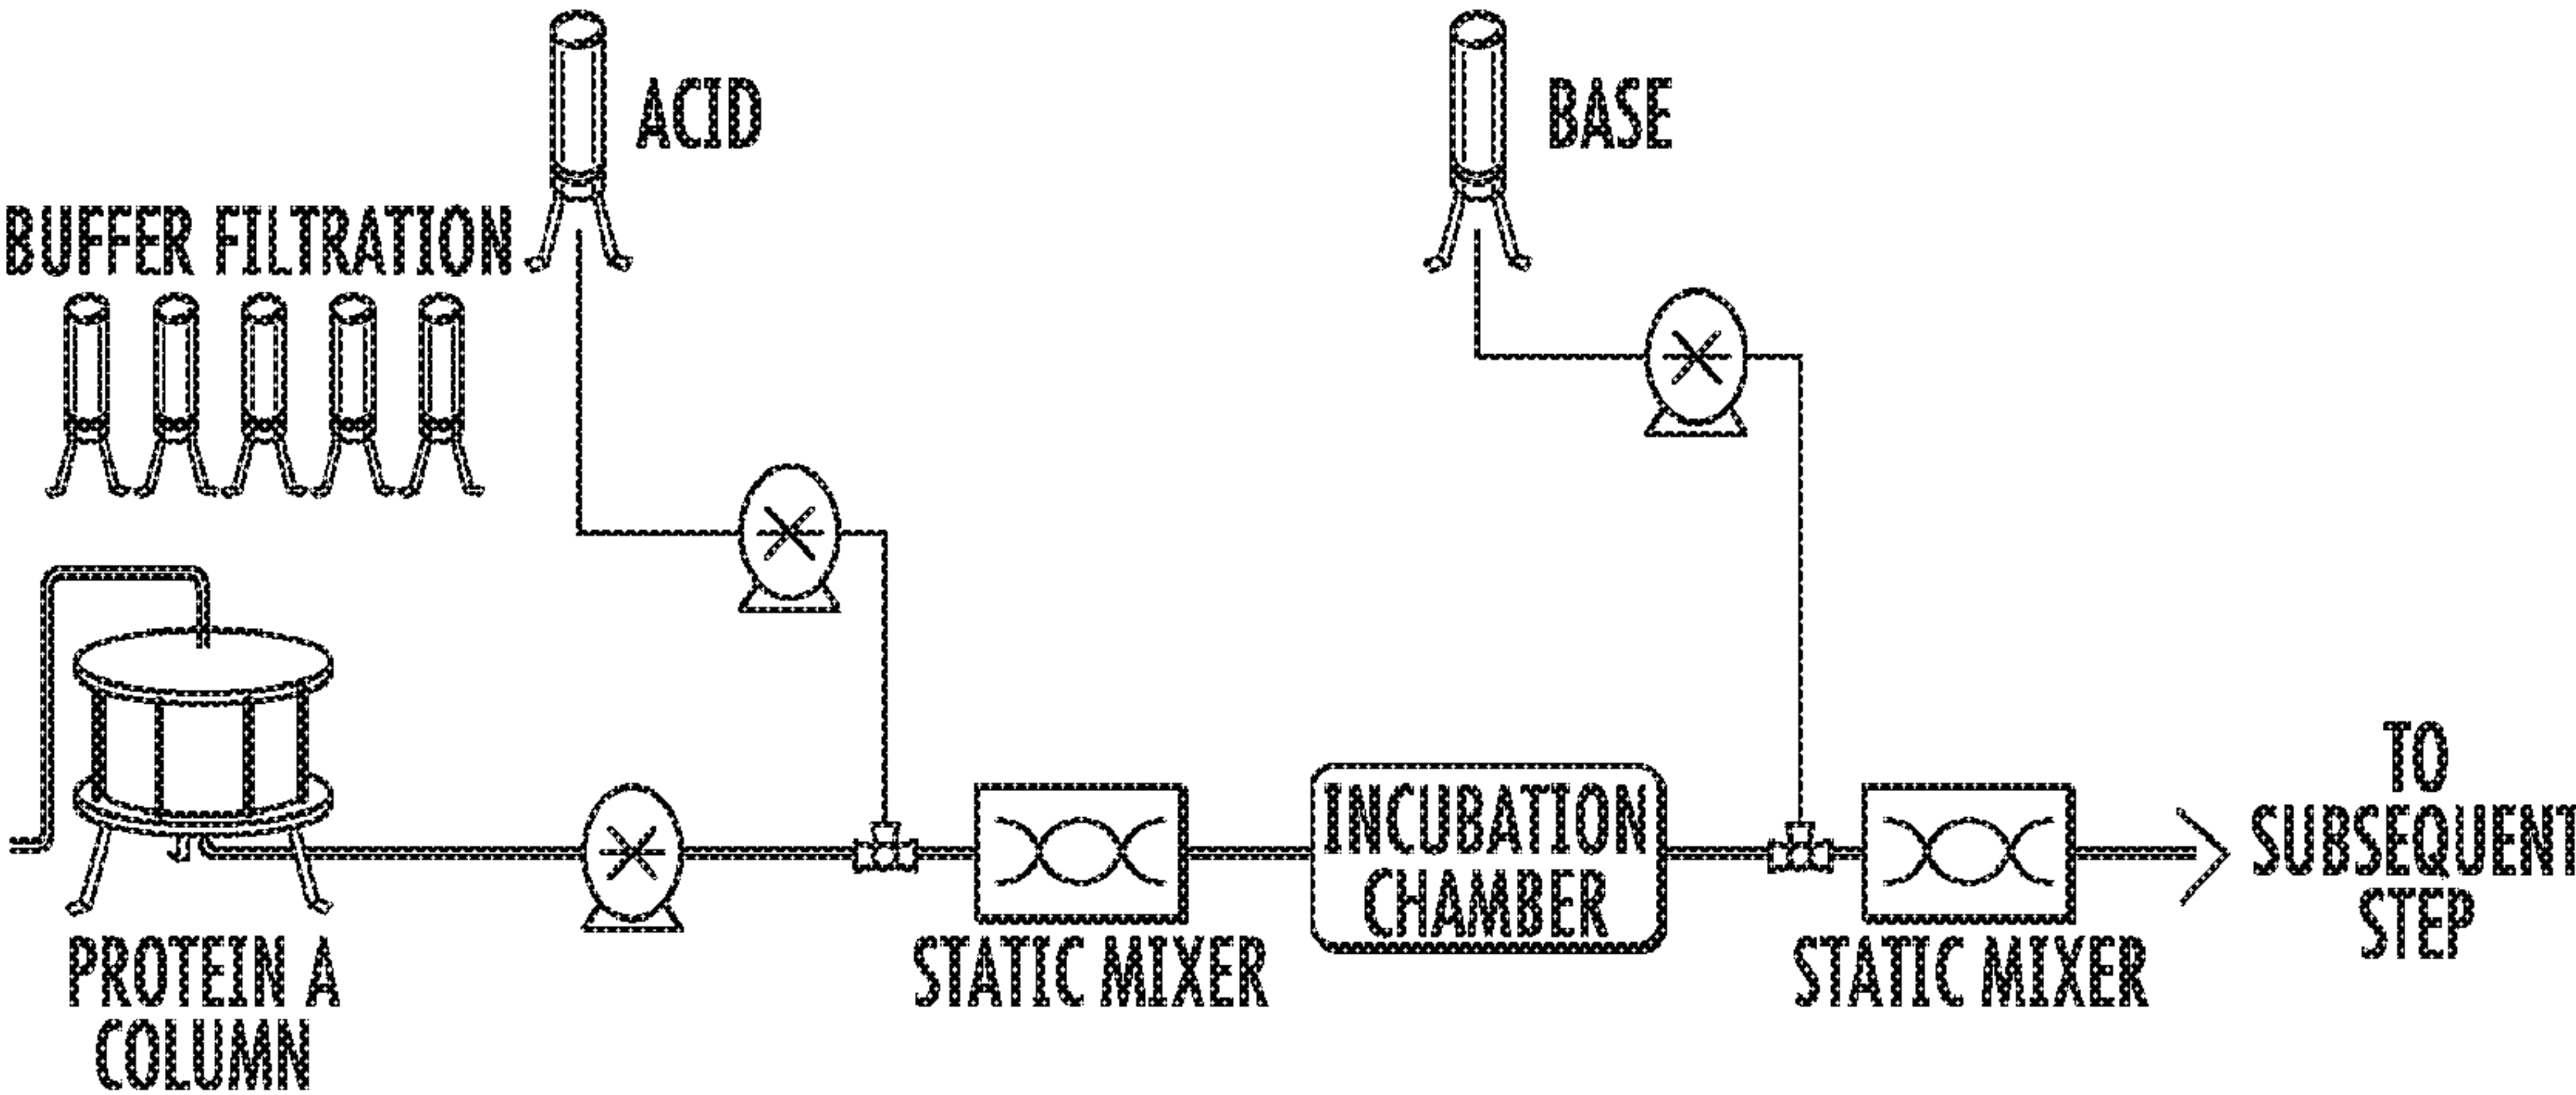 ACID
BASE
BUFFER FILTRATION
INCUBATION
CHAMBER
TO
SUBSEQUENT
STEP
PROTEIN A
COLUMN
STATIC MIXER
STATIC MIXER